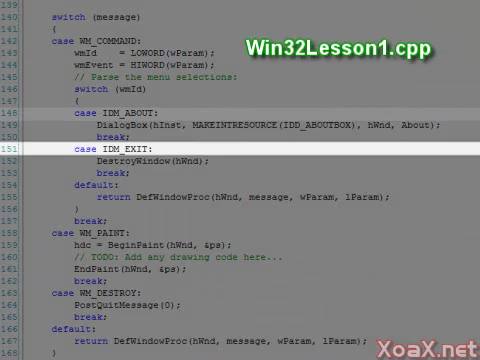 139
140 switch (message)
141 {
142 case WM_COMMAND:
Win32Lesson1.cpp
143 wmId    = LOWORD(wParam);
144 wmEvent = HIWORD(wParam);
145 // Parse the menu selections:
146 switch (wmId)
147 {
148 case IDM_ABOUT:
149 DialogBox(hInst, MAKEINTRESOURCE(IDD_ABOUTBOX), hWnd, About);
150 break;
151 case IDM_EXIT:
152 DestroyWindow(hWnd);
153 break;
154 default:
155 return DefWindowProc(hWnd, message, wParam, lParam);
156 }
157 break;
158 case WM_PAINT:
159 hdc = BeginPaint(hWnd, &ps);
160 // TODO: Add any drawing code here...
161 EndPaint(hWnd, &ps);
162 break;
163 case WM_DESTROY:
164 PostQuitMessage(0);
165 break;
166 default:
167 return DefWindowProc(hWnd, message, wParam, lParam);
168 }
XoaX.net